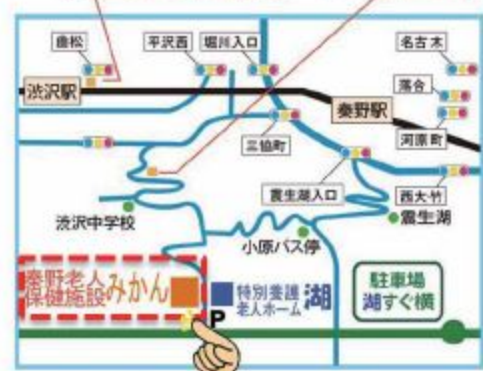 曲松
平沢西
堀川入口
名古木
渋沢駅
落合
秦野駅
河原町
三協町
震生湖入口
西大竹
渋沢中学校
震生湖
小原バス停
秦野老人
保健施設
みかん
特別養護
老人ホーム
湖
P
駐車場
湖すぐ横